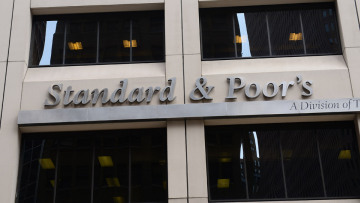 Standard & Poor's
A Division of T